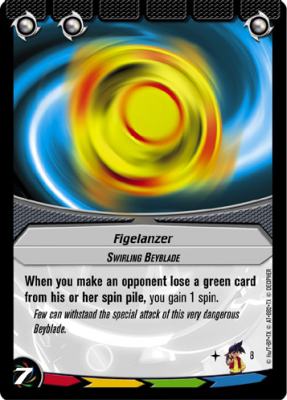 Figelanzer
SWIRLING BEYBLADE
When you make an opponent lose a green card
from his or her spin pile, you gain 1 spin.
Few can withstand the special attack of this very dangerous
Beyblade.
7
8